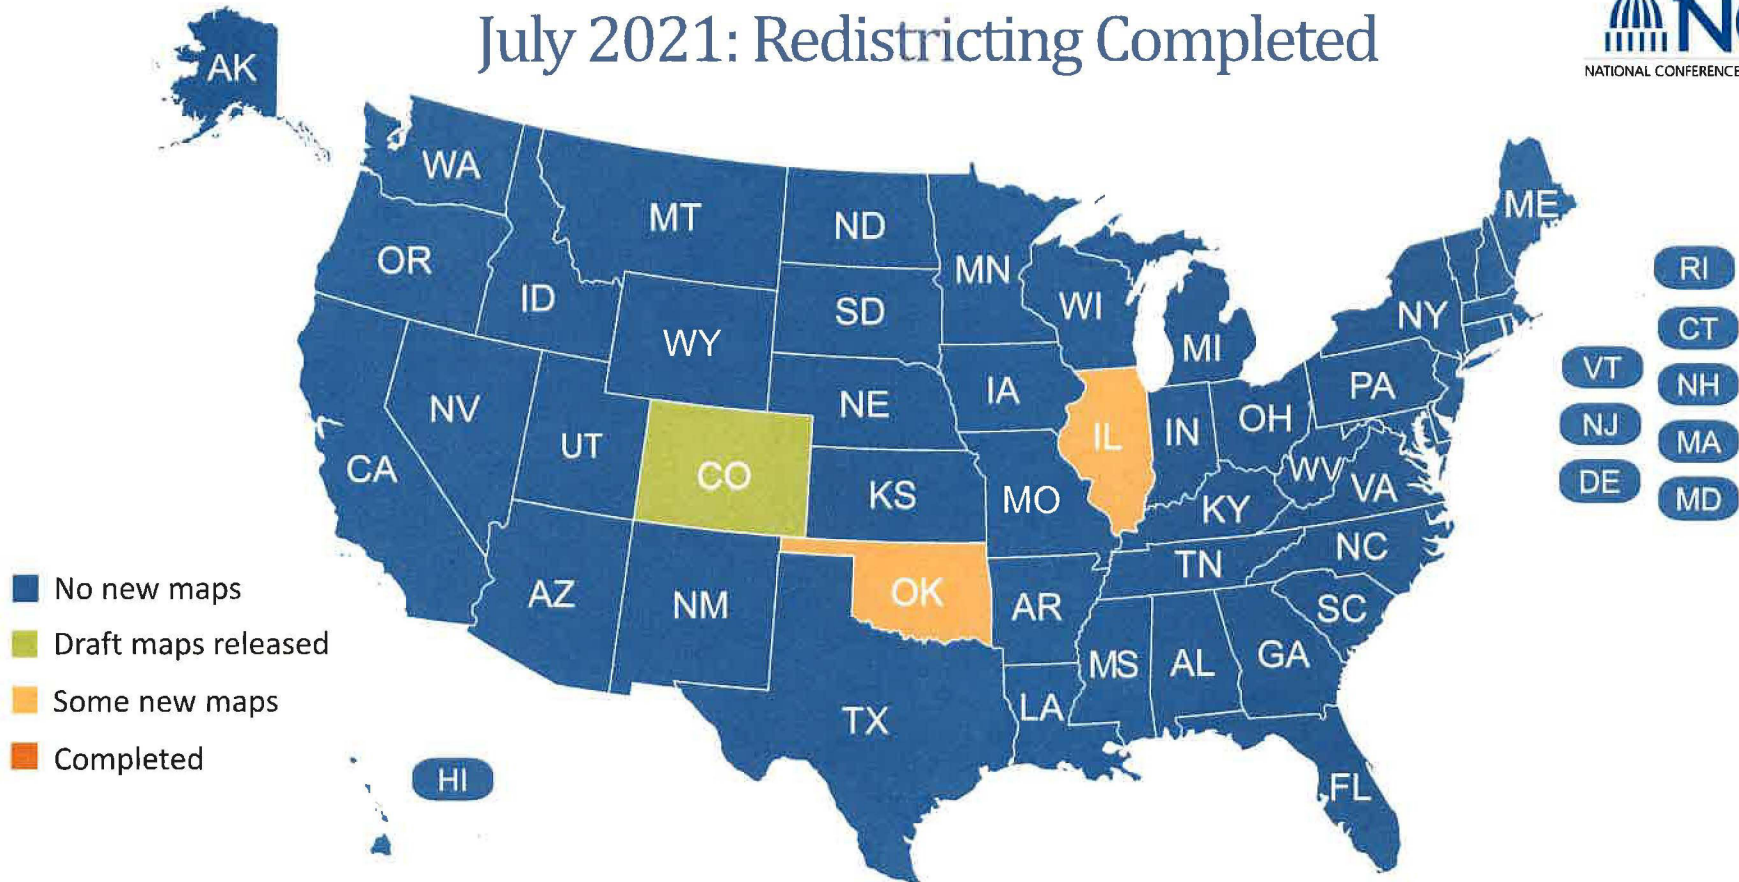 July 2021: Redistricting Completed
NATIONAL CONFERENCE
AK
WA
MT
ND
MN
ME
OR
ID
SD
WI
NY
RI
WY
MI
CT
VT
NV
NE
IA
PA
NH
UT
CO
IL
IN
OH
NJ
MA
CA
KS
MO
WV
VA
DE
MD
KY
NC
TN
AZ
NM
OK
AR
SC
MS
AL
GA
TX
LA
FL
HI
No new maps
Draft maps released
Some new maps
Completed